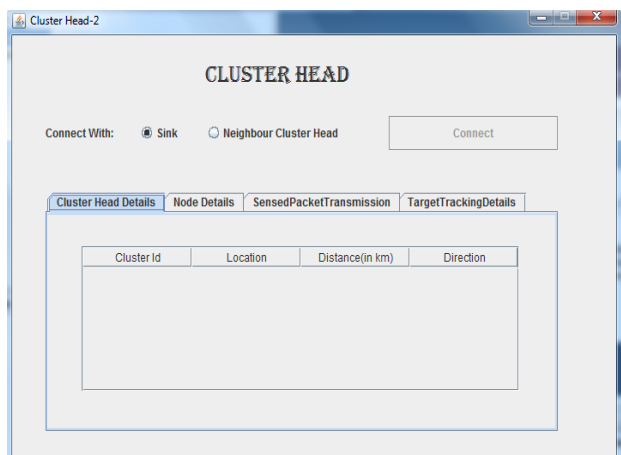 Cluster Head-2
CLUSTER HEAD
Connect With: Sink Neighbour Cluster Head Connect
Cluster Head Details Node Details SensedPacketTransmission TargetTrackingDetails
Cluster Id Location Distance(in km) Direction